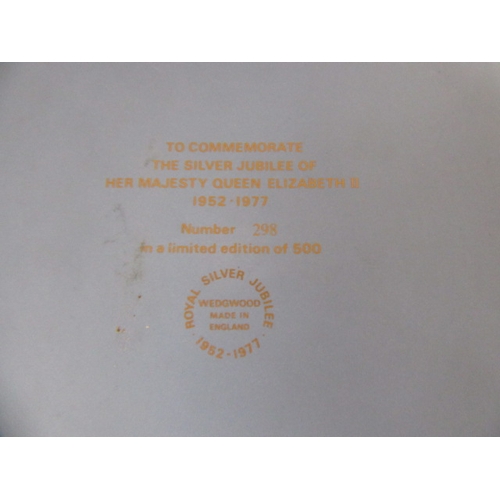 TO COMMEMORATE
THE SILVER JUBILEE OF
HER MAJESTY QUEEN ELIZABETH II
1952-1977
Number 298
in a limited edition of 500
ROYAL SILVER JUBILEE
WEDGWOOD
MADE IN
ENGLAND
1952-1977